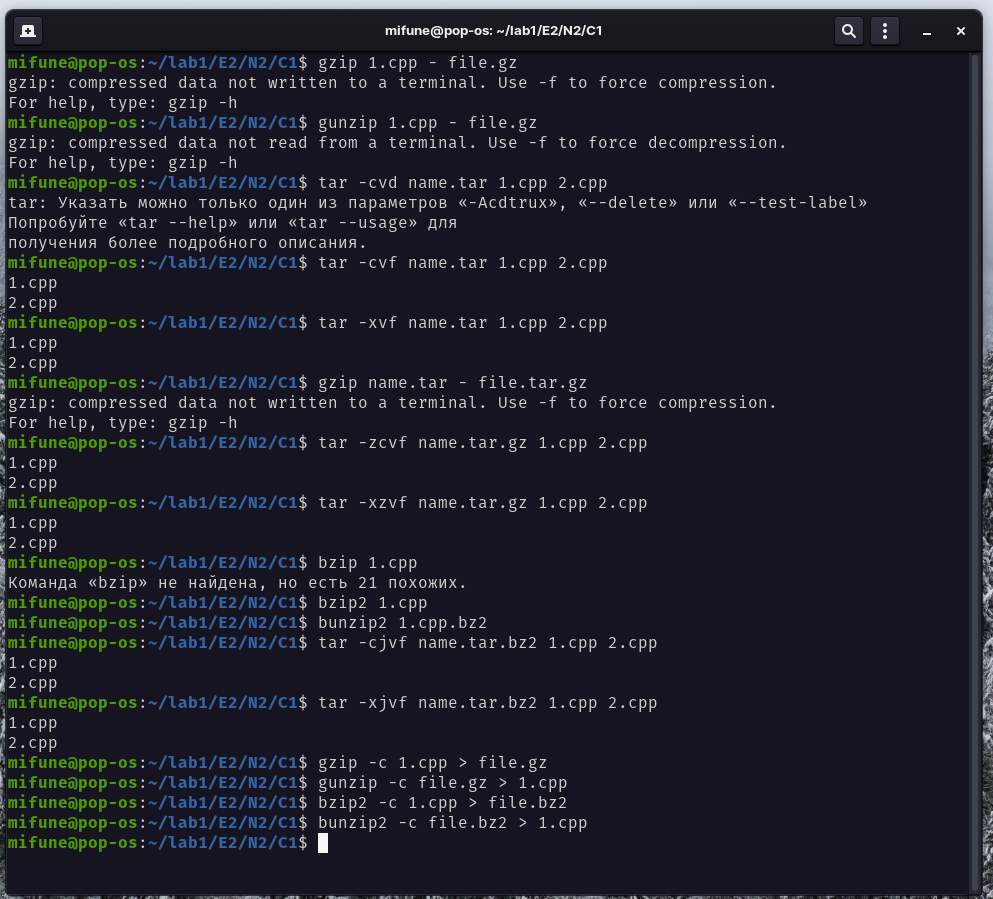 mifune@pop-os: ~/lab1/E2/N2/C1
mifune@pop-os:~/lab1/E2/N2/C1$ gzip 1.cpp - file.gz
gzip: compressed data not written to a terminal. Use -f to force compression.
For help, type: gzip -h
mifune@pop-os:~/lab1/E2/N2/C1$ gunzip 1.cpp - file.gz
gzip: compressed data not read from a terminal. Use -f to force decompression.
For help, type: gzip -h
mifune@pop-os:~/lab1/E2/N2/C1$ tar -cvd name.tar 1.cpp 2.cpp
tar: Указать можно только один из параметров «-Acdtrux», «--delete» или «--test-label»
Попробуйте «tar --help» или «tar --usage» для
получения более подробного описания.
mifune@pop-os:~/lab1/E2/N2/C1$ tar -cvf name.tar 1.cpp 2.cpp
1.cpp
2.cpp
mifune@pop-os:~/lab1/E2/N2/C1$ tar -xvf name.tar 1.cpp 2.cpp
1.cpp
2.cpp
mifune@pop-os:~/lab1/E2/N2/C1$ gzip name.tar - file.tar.gz
gzip: compressed data not written to a terminal. Use -f to force compression.
For help, type: gzip -h
mifune@pop-os:~/lab1/E2/N2/C1$ tar -zcvf name.tar.gz 1.cpp 2.cpp
1.cpp
2.cpp
mifune@pop-os:~/lab1/E2/N2/C1$ tar -xzvf name.tar.gz 1.cpp 2.cpp
1.cpp
2.cpp
mifune@pop-os:~/lab1/E2/N2/C1$ bzip 1.cpp
Команда «bzip» не найдена, но есть 21 похожих.
mifune@pop-os:~/lab1/E2/N2/C1$ bzip2 1.cpp
mifune@pop-os:~/lab1/E2/N2/C1$ bunzip2 1.cpp.bz2
mifune@pop-os:~/lab1/E2/N2/C1$ tar -cjvf name.tar.bz2 1.cpp 2.cpp
1.cpp
2.cpp
mifune@pop-os:~/lab1/E2/N2/C1$ tar -xjvf name.tar.bz2 1.cpp 2.cpp
1.cpp
2.cpp
mifune@pop-os:~/lab1/E2/N2/C1$ gzip -c 1.cpp > file.gz
mifune@pop-os:~/lab1/E2/N2/C1$ gunzip -c file.gz > 1.cpp
mifune@pop-os:~/lab1/E2/N2/C1$ bzip2 -c 1.cpp > file.bz2
mifune@pop-os:~/lab1/E2/N2/C1$ bunzip2 -c file.bz2 > 1.cpp
mifune@pop-os:~/lab1/E2/N2/C1$